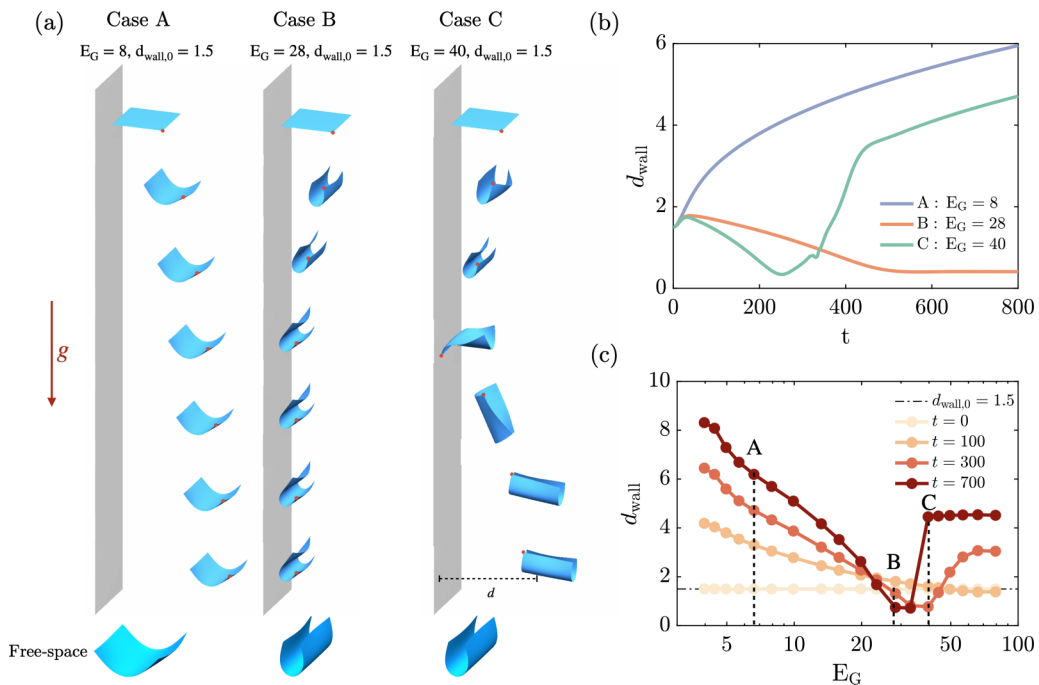 (a)
Case A
Case B
Case C
E_G = 8, d_wall,0 = 1.5
E_G = 28, d_wall,0 = 1.5
E_G = 40, d_wall,0 = 1.5
g
d
Free-space
(b)
6
4
2
0
d_wall
A : E_G = 8
B : E_G = 28
C : E_G = 40
0
200
400
600
800
t
(c)
10
8
6
4
2
0
d_wall
d_wall,0 = 1.5
t = 0
t = 100
t = 300
t = 700
A
B
C
5
10
20
50
100
E_G